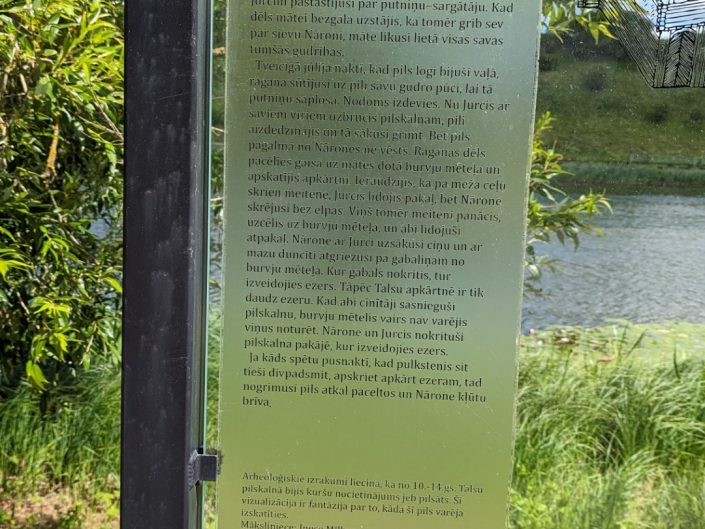 jurcim pastāstījusi par putniņu–sargātāju. Kad
dēls mātei bezgala uzstājis, ka tomēr grib sev
par sievu Nāroni, māte likusi lietā visas savas
tumšās gudrības.
Tveicīgā jūlija naktī, kad pils logi bijuši vaļā,
ragana sūtījusi uz pili savu gudro pūci, lai tā
putniņu saplosa. Nodoms izdevies. Nu Jurcis ar
saviem vīriem uzbrucis pilskalnam, pili
aizdedzinājis un tā sākusi grimt. Bet pils
pagalmā no Nārones ne vēsts. Raganas dēls
pacēlies gaisā uz mātes dotā burvju mēteļa un
apskatījis apkārtni. Ieraudzījis, ka pa meža ceļu
skrien meitene, Jurcis lidojis pakaļ, bet Nārone
skrējusi bez elpas. Viņš tomēr meiteni panācis,
uzcēlis uz burvju mēteļa, un abi lidojuši
atpakaļ. Nārone ar Jurci uzsākusi cīņu un ar
mazu duncīti atgriezusi pa gabaliņam no
burvju mēteļa. Kur gabals nokritis, tur
izveidojies ezers. Tāpēc Talsu apkārtnē ir tik
daudz ezeru. Kad abi cīnītāji sasnieguši
pilskalnu, burvju mētelis vairs nav varējis
viņus noturēt. Nārone un Jurcis nokrituši
pilskalna pakājē, kur izveidojies ezers.
Ja kāds spētu pusnaktī, kad pulkstenis sit
tieši divpadsmit, apskriet apkārt ezeram, tad
nogrimusī pils atkal paceltos un Nārone kļūtu
brīva.
Arheoloģiskie izrakumi liecina, ka no 10.-14.gs. Talsu
pilskalnā bijis kuršu nocietinājums jeb pilsāts. Šī
vizualizācija ir fantāzija par to, kāda šī pils varēja
izskatīties.
Māksliniece: